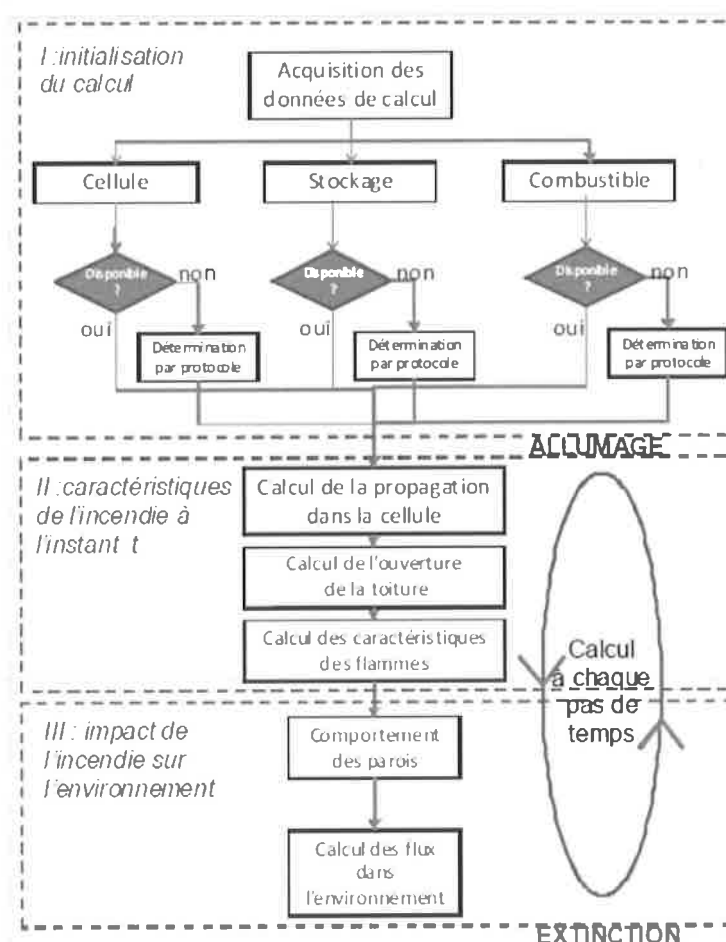 I :initialisation
du calcul
Acquisition des
données de calcul
Cellule
Stockage
Combustible
Disponible
?
non
oui
Disponible
?
non
oui
Disponible
?
non
oui
Détermination
par protocole
Détermination
par protocole
Détermination
par protocole
ALLUMAGE
II :caractéristiques
de l'incendie à
l'instant t
Calcul de la propagation
dans la cellule
Calcul de l'ouverture
de la toiture
Calcul des caractéristiques
des flammes
Calcul
à chaque
pas de
temps
III : impact de
l'incendie sur
l'environnement
Comportement
des parois
Calcul des flux
dans
l'environnement
EXTINCTION